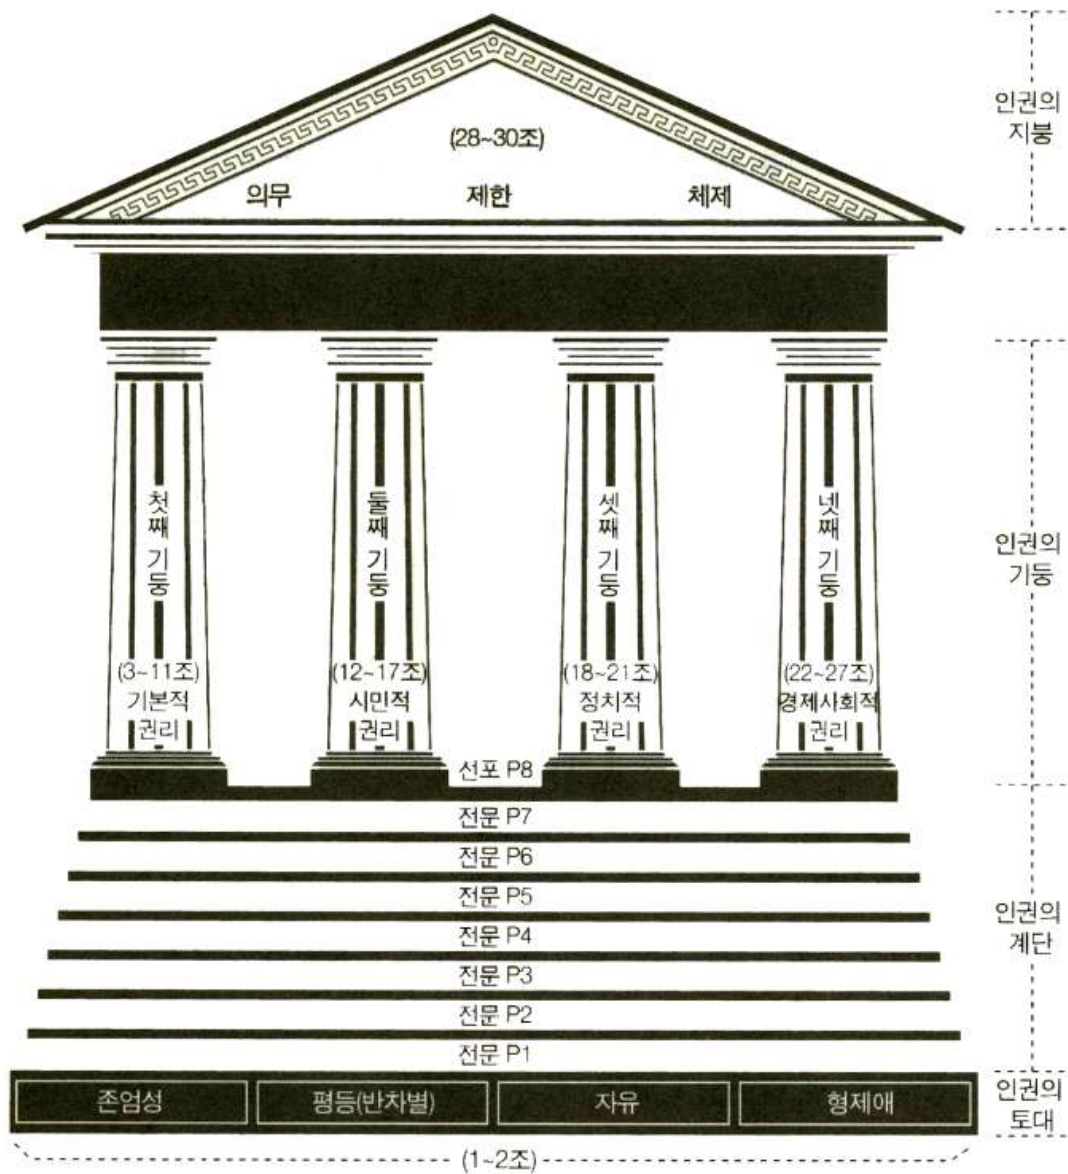 (28~30조)
의무 제한 체제
인권의
지붕
첫째 기둥
둘째 기둥
셋째 기둥
넷째 기둥
(3~11조)
기본적
권리
(12~17조)
시민적
권리
(18~21조)
정치적
권리
(22~27조)
경제사회적
권리
인권의
기둥
선포 P8
전문 P7
전문 P6
전문 P5
전문 P4
전문 P3
전문 P2
전문 P1
인권의
계단
존엄성 평등(반차별) 자유 형제애
인권의
토대
(1~2조)